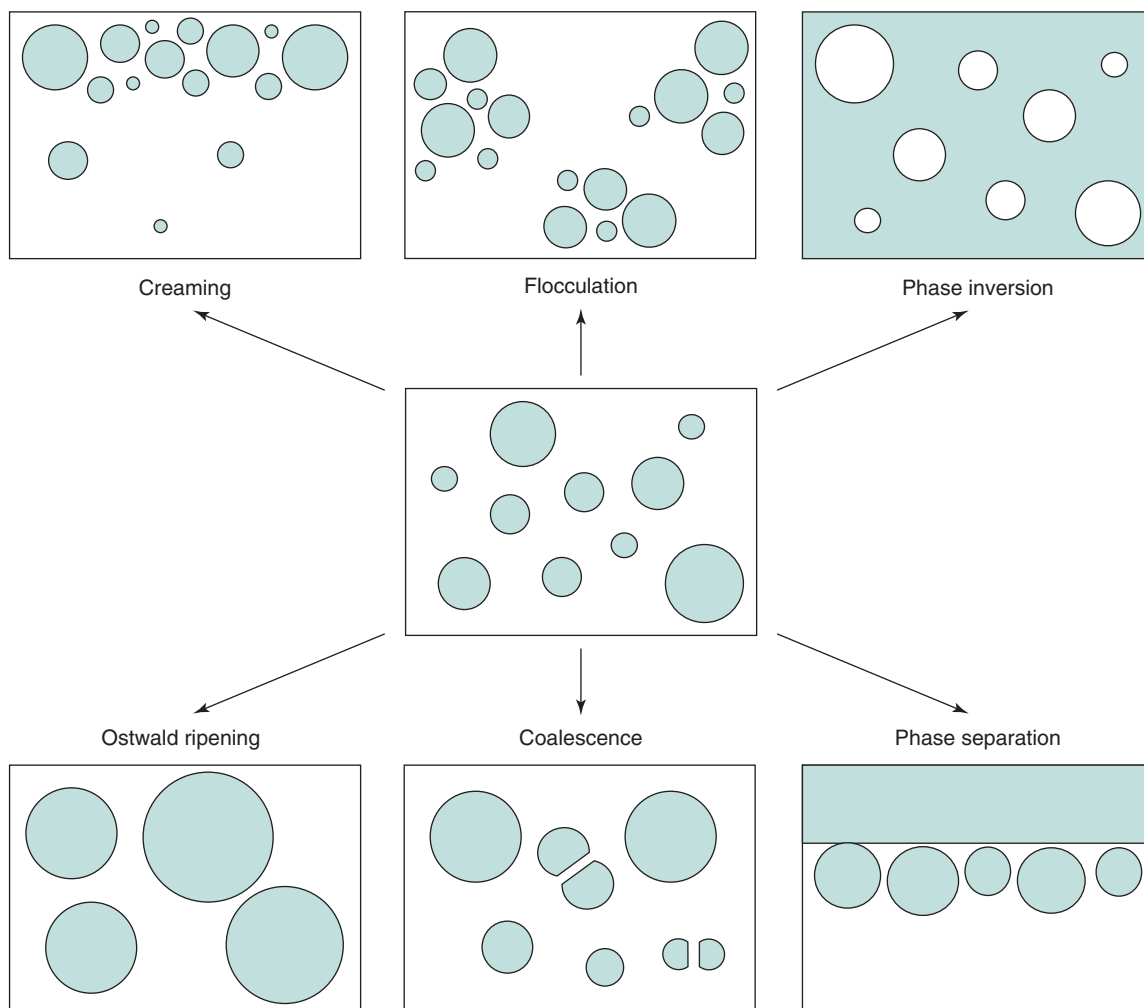 Creaming
Flocculation
Phase inversion
Ostwald ripening
Coalescence
Phase separation